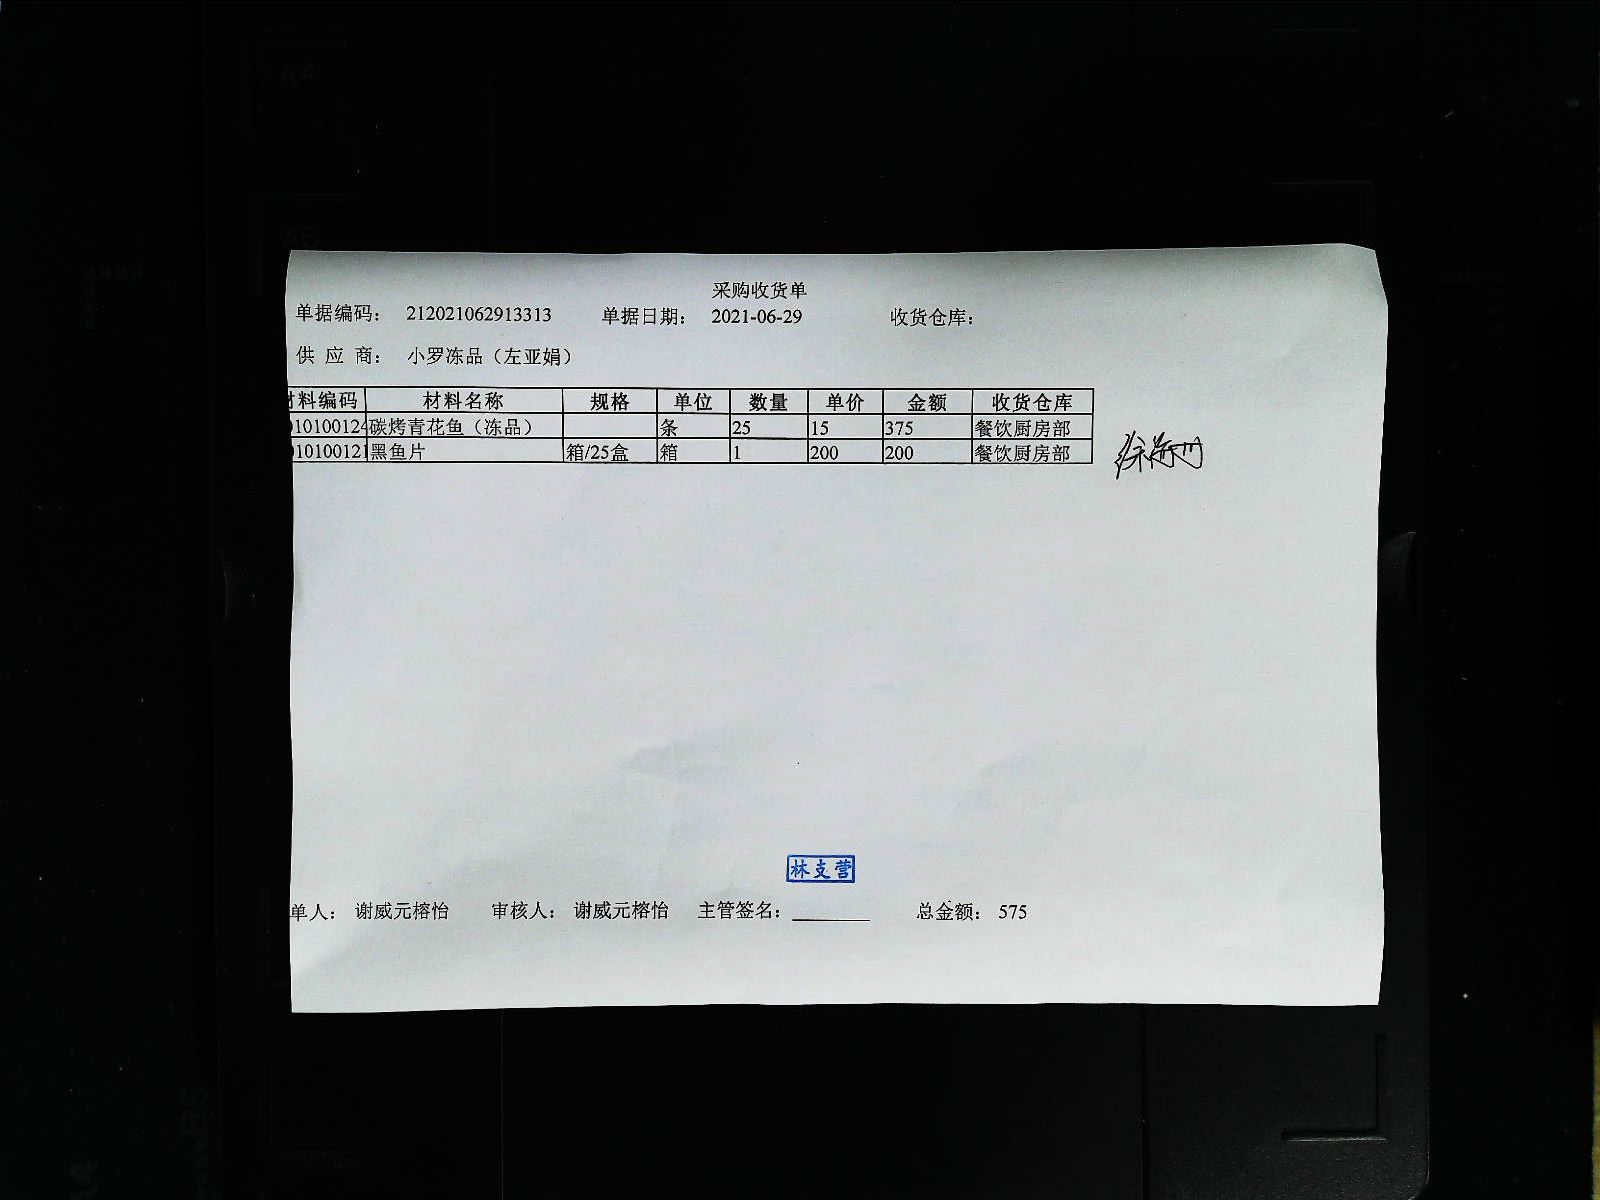 采购收货单
单据编码： 212021062913313 单据日期： 2021-06-29 收货仓库：
供 应 商： 小罗冻品（左亚娟）
材料编码 材料名称 规格 单位 数量 单价 金额 收货仓库
010100124 碳烤青花鱼（冻品） 条 25 15 375 餐饮厨房部
010100121 黑鱼片 箱/25盒 箱 1 200 200 餐饮厨房部
林支营
单人： 谢威元榕怡 审核人： 谢威元榕怡 主管签名：________ 总金额： 575